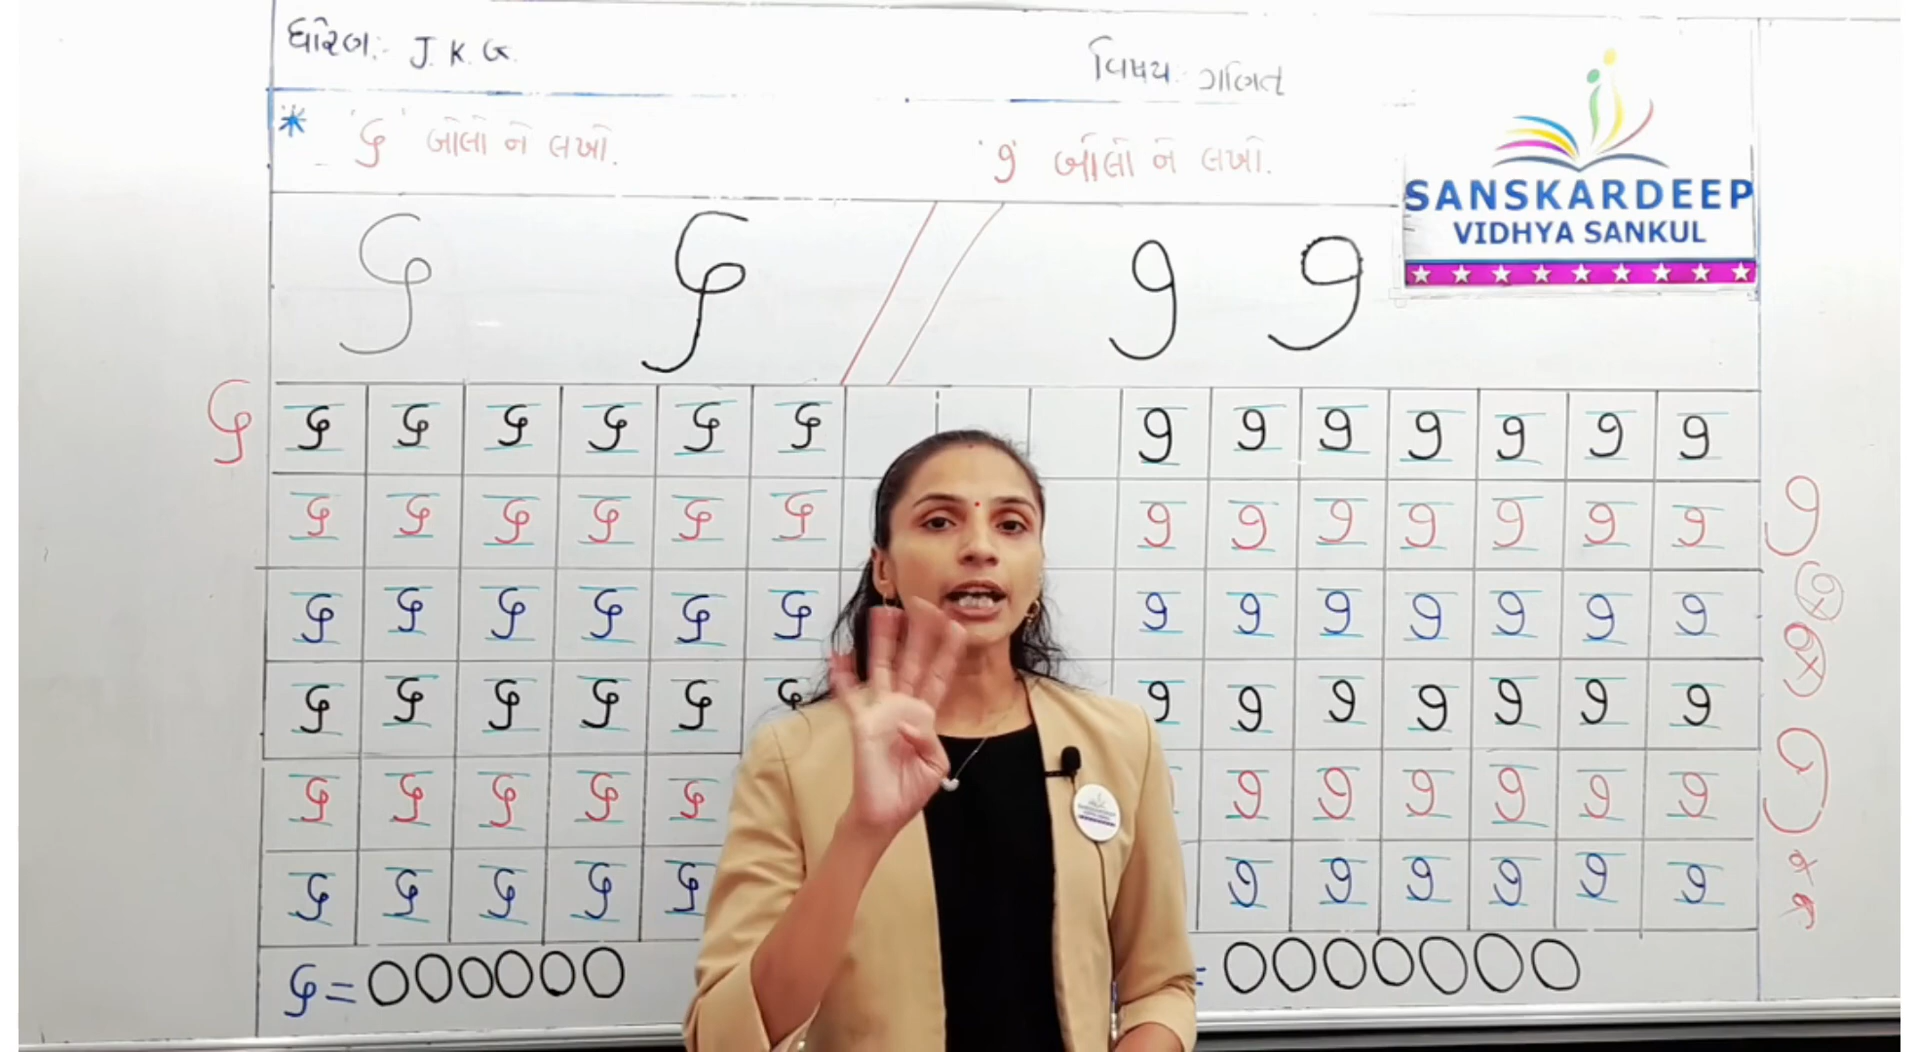 ધોરણ:- J. K. G.
વિષય:- ગણિત
* '૬' બોલો ને લખો.
'૭' બોલો ને લખો.
૬ ૬ ૭ ૭
SANSKARDEEP
VIDHYA SANKUL
૬ ૬ ૬ ૬ ૬ ૬ ૬ ૭ ૭ ૭ ૭ ૭ ૭ ૭
૬ ૬ ૬ ૬ ૬ ૬ ૭ ૭ ૭ ૭ ૭ ૭ ૭ ૭
૬ ૬ ૬ ૬ ૬ ૬ ૭ ૭ ૭ ૭ ૭ ૭ ૭
૬ ૬ ૬ ૬ ૬ ૬ ૭ ૭ ૭ ૭ ૭ ૭ ૭
૬ ૬ ૬ ૬ ૬ ૭ ૭ ૭ ૭ ૭ ૭
૬ ૬ ૬ ૬ ૬ ૭ ૭ ૭ ૭ ૭ ૭
૬ = OOOOOO
= OOOOOOO